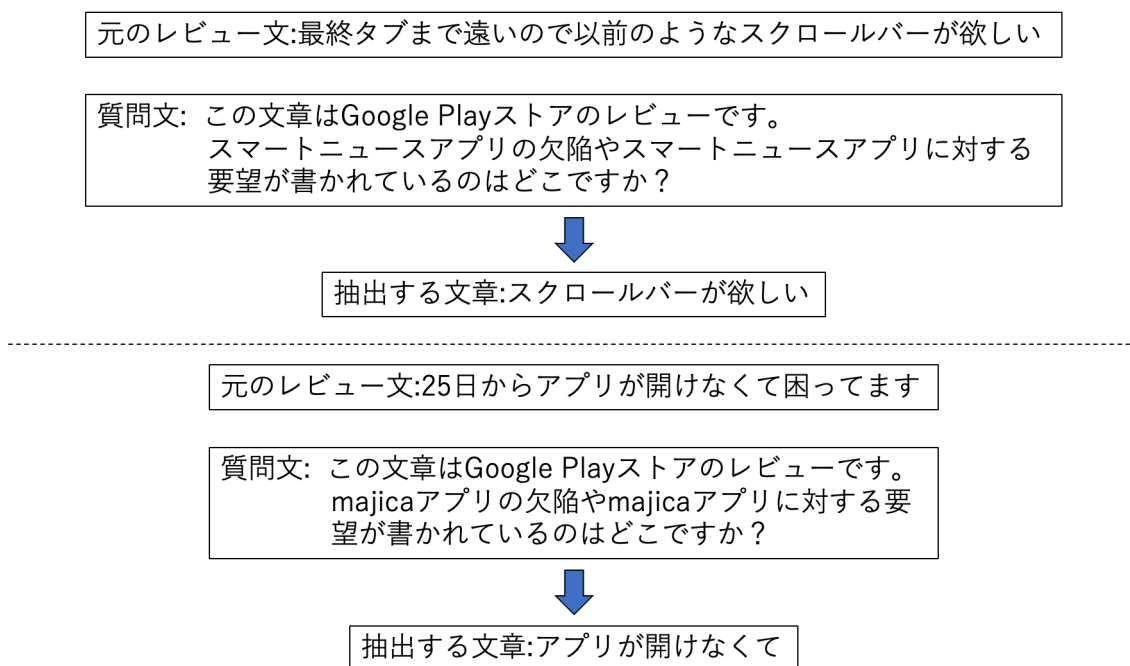 元のレビュー文:最終タブまで遠いので以前のようなスクロールバーが欲しい
質問文: この文章はGoogle Playストアのレビューです。
スマートニュースアプリの欠陥やスマートニュースアプリに対する
要望が書かれているのはどこですか？
抽出する文章:スクロールバーが欲しい
元のレビュー文:25日からアプリが開けなくて困ってます
質問文: この文章はGoogle Playストアのレビューです。
majicaアプリの欠陥やmajicaアプリに対する要
望が書かれているのはどこですか？
抽出する文章:アプリが開けなくて